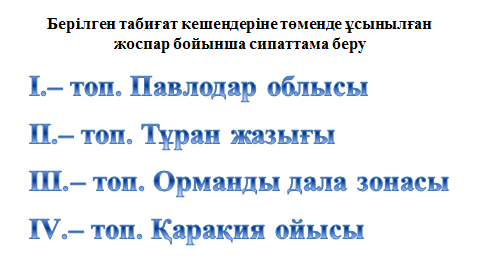 Берілген табиғат кешендеріне төменде ұсынылған
жоспар бойынша сипаттама беру
I.– топ. Павлодар облысы
II.– топ. Тұран жазығы
III.– топ. Орманды дала зонасы
IV.– топ. Қарақия ойысы